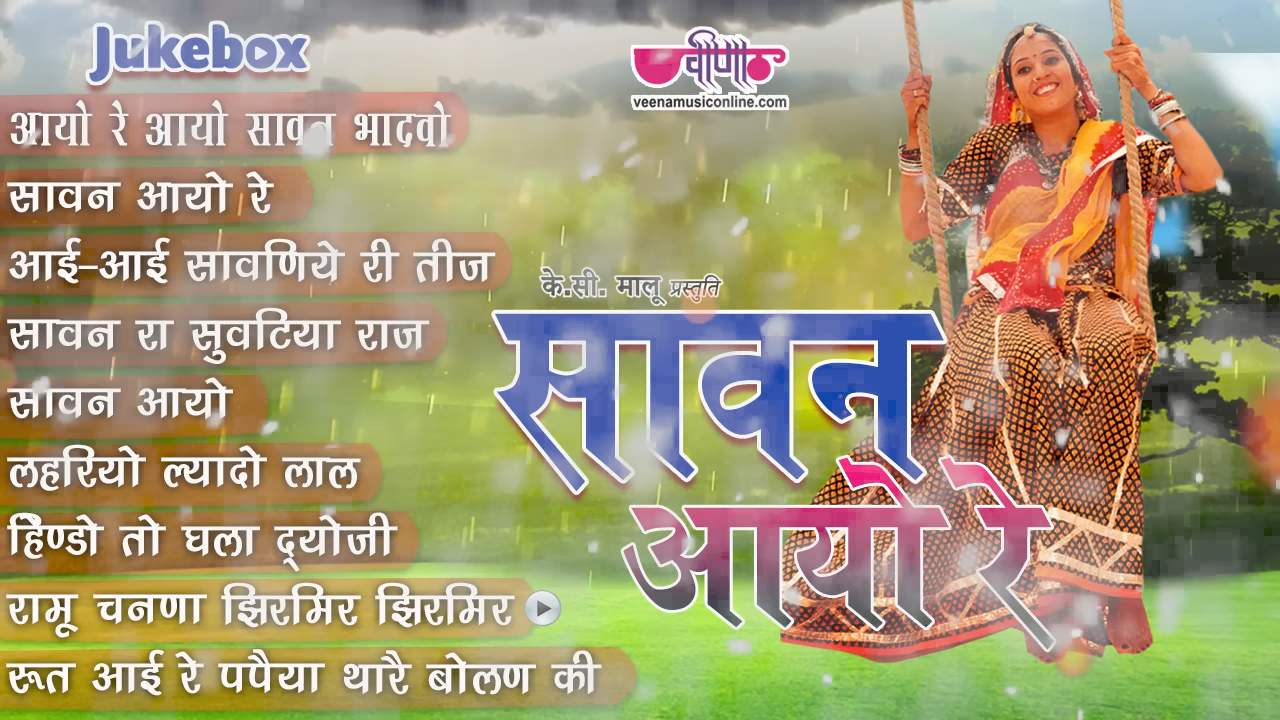 Jukebox
वीणा
veenamusiconline.com
आयो रे आयो सावन भादवो
सावन आयो रे
आई-आई सावणिये री तीज
सावन रा सुवटिया राज
सावन आयो
लहरियो ल्यादो लाल
हिण्डो तो घला द्योजी
रामू चनणा झिरमिर झिरमिर
रूत आई रे पपैया थारै बोलण की
के.सी. मालू प्रस्तुति
सावन
आयो रे